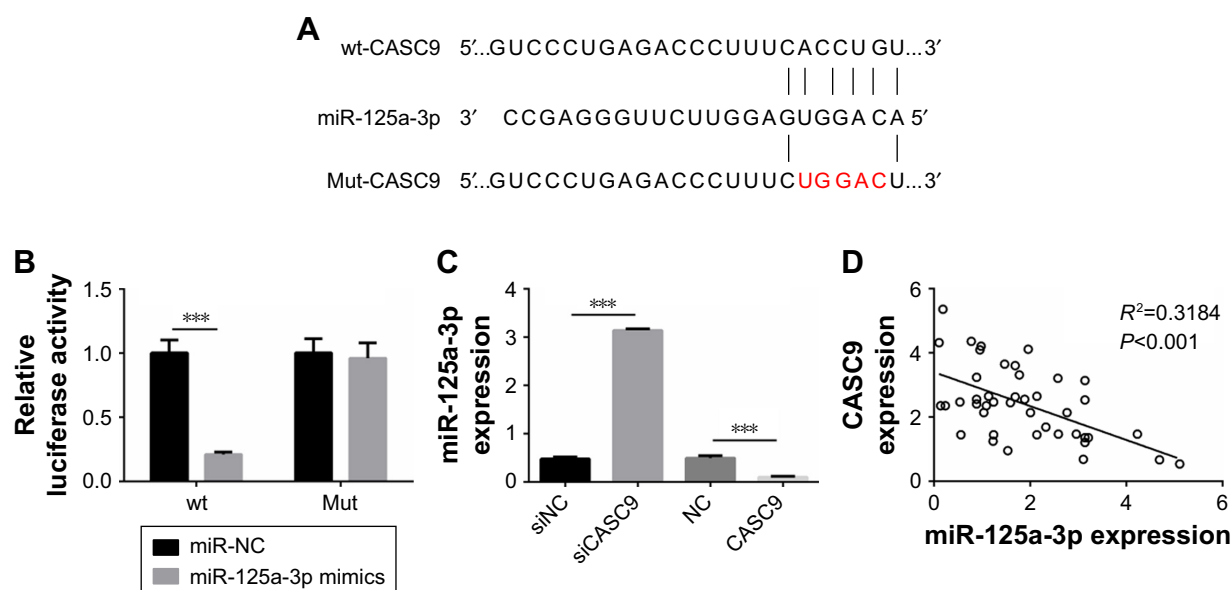 A
wt-CASC9 5′...GUCCCUGAGACCCUUUCACCUGU...3′
miR-125a-3p 3′ CCGAGGGUUCUUGGAGUGGACA 5′
Mut-CASC9 5′...GUCCCUGAGACCCUUUCUGGACU...3′
B
Relative
luciferase activity
1.5
1.0
0.5
0.0
***
wt Mut
miR-NC
miR-125a-3p mimics
C
miR-125a-3p
expression
4
3
2
1
0
***
***
siNC
siCASC9
NC
CASC9
D
CASC9
expression
6
4
2
0
R²=0.3184
P<0.001
0 2 4 6
miR-125a-3p expression